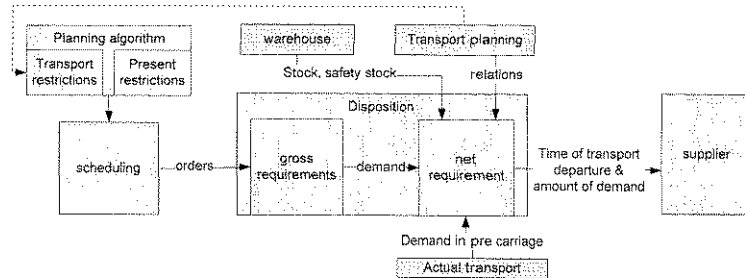 Planning algorithm
Transport
restrictions
Present
restrictions
warehouse
Transport planning
Stock, safety stock
relations
Disposition
scheduling
orders
gross
requirements
demand
net
requirement
Time of transport
departure &
amount of demand
supplier
Demand in pre carriage
Actual transport